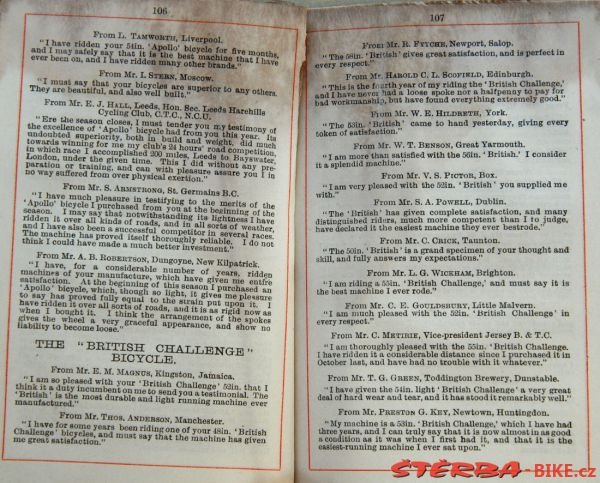 106
From L. TAMWORTH, Liverpool.
"I have ridden your 54in. 'Apollo' bicycle for five months,
and I may safely say that it is the best machine that I have
ever been on, and I have ridden many other brands."
From Mr. I. STERN, Moscow.
"I must say that your bicycles are superior to any others.
They are beautiful, and also well built."
From Mr. E. J. HALL, Leeds, Hon. Sec. Leeds Harehills
Cycling Club, C.T.C., N.C.U.
"Ere the season closes, I must tender you my testimony of
the excellence of 'Apollo' bicycle had from you this year. Its
undoubted superiority, both in build and weight, did much
towards winning for me my club's 24 hours' road competition,
in which race I accomplished 200 miles, Leeds to Bayswater,
London, under the given time. This I did without any pre-
paration or training, and can with pleasure assure you I in
no way suffered from over physical exertion."
From Mr. S. ARMSTRONG, St. Germains B.C.
"I have much pleasure in testifying to the merits of the
'Apollo' bicycle I purchased from you at the beginning of the
season. I may say that notwithstanding its lightness I have
ridden it over all kinds of roads, and in all sorts of weather,
and I have also been a successful competitor in several races.
The machine has proved itself thoroughly reliable. I do not
think I could have made a much better investment."
From Mr. A. B. ROBERTSON, Dungoyne, New Kilpatrick.
"I have, for a considerable number of years, ridden
machines of your manufacture, which have given me entire
satisfaction. At the beginning of this season I purchased an
'Apollo' bicycle, which, though so light, it gives me pleasure
to say has proved fully equal to the strain put upon it. I
have ridden it over all sorts of roads, and it is as rigid now as
when I bought it. I think the arrangement of the spokes
gives the wheel a very graceful appearance, and show no
liability to become loose."
THE "BRITISH CHALLENGE"
BICYCLE.
From Mr. E. M. MAGNUS, Kingston, Jamaica.
"I am so pleased with your 'British Challenge' 52in. that I
think it a duty incumbent on me to send you a testimonial. The
'British' is the most durable and light running machine ever
manufactured."
From Mr. THOS. ANDERSON, Manchester.
"I have for some years been riding one of your 48in. 'British
Challenge' bicycles, and must say that the machine has given
me great satisfaction."
107
From Mr. R. FYYCHE, Newport, Salop.
"The 58in. 'British' gives great satisfaction, and is perfect in
every respect."
From Mr. HAROLD C. L. SCOFIELD, Edinburgh.
"This is the fourth year of my riding the 'British Challenge,'
and I have never had a loose spoke nor a halfpenny to pay for
bad workmanship, but have found everything extremely good."
From Mr. W. E. HILDRETH, York.
"The 53in. 'British' came to hand yesterday, giving every
token of satisfaction."
From Mr. W. T. BENSON, Great Yarmouth.
"I am more than satisfied with the 56in. 'British.' I consider
it a splendid machine."
From Mr. V. S. PICTOR, Box.
"I am very pleased with the 52in. 'British' you supplied me
with."
From Mr. S. A. POWELL, Dublin.
"The 'British' has given complete satisfaction, and many
distinguished riders, much more competent than I to judge,
have declared it the easiest machine they ever bestrode."
From Mr. C. CRICK, Taunton.
"The 50in. 'British' is a grand specimen of your thought and
skill, and fully answers my expectations."
From Mr. L. G. WICKHAM, Brighton.
"I am riding a 55in. 'British Challenge,' and must say it is
the best machine I ever rode."
From Mr. C. E. GOULDSBURY, Little Malvern.
"I am much pleased with the 52in. 'British Challenge' in
every respect."
From Mr. C. METIRIE, Vice-president Jersey B. & T.C.
"I am thoroughly pleased with the 55in. 'British Challenge.
I have ridden it a considerable distance since I purchased it in
October last, and have had no trouble with it whatever."
From Mr. T. G. GREEN, Toddington Brewery, Dunstable.
"I have given the 54in. light 'British Challenge' a very great
deal of hard wear and tear, and it has stood it remarkably well."
From Mr. PRESTON G. KEY, Newtown, Huntingdon.
"My machine is a 53in. 'British Challenge,' which I have had
three years, and I can truly say that it is now almost in as good
a condition as it was when I first had it, and that it is the
easiest-running machine I ever sat upon."
ŠTĚRBA-BIKE.cz